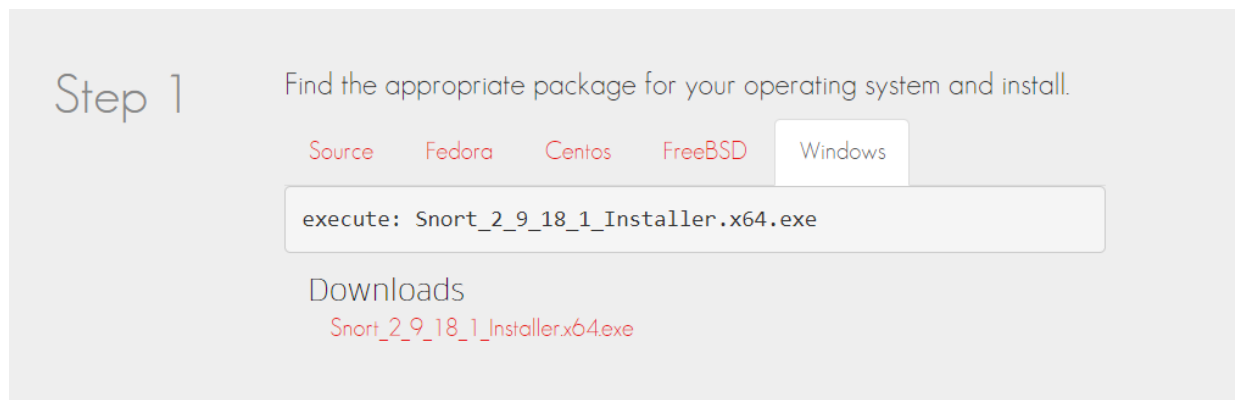 Step 1
Find the appropriate package for your operating system and install.
Source Fedora Centos FreeBSD Windows
execute: Snort_2_9_18_1_Installer.x64.exe
Downloads
Snort_2_9_18_1_Installer.x64.exe